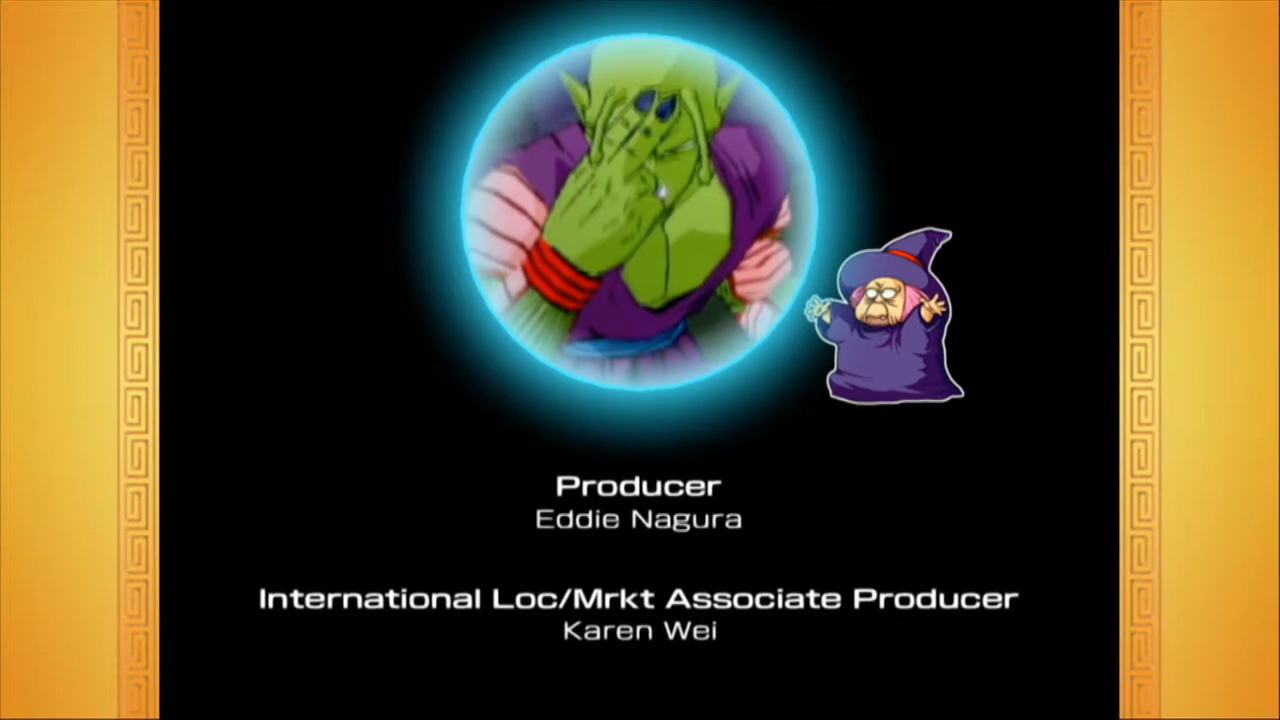 Producer
Eddie Nagura
International Loc/Mrkt Associate Producer
Karen Wei